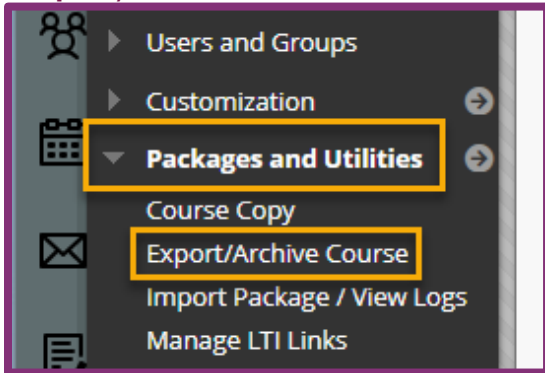 Users and Groups
Customization
Packages and Utilities
Course Copy
Export/Archive Course
Import Package / View Logs
Manage LTI Links